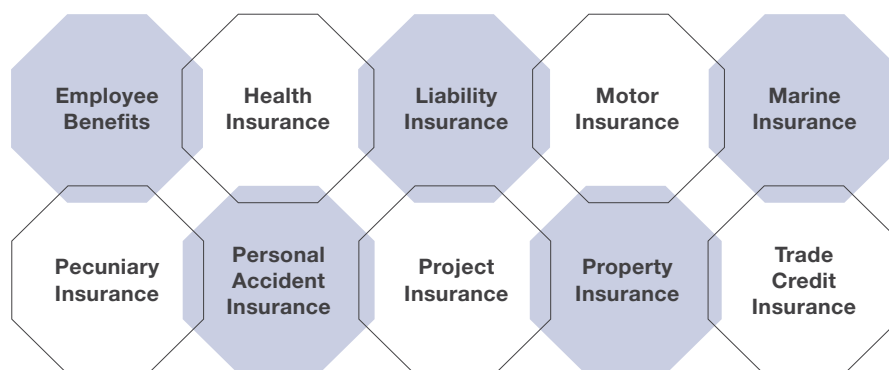 Employee
Benefits
Health
Insurance
Liability
Insurance
Motor
Insurance
Marine
Insurance
Pecuniary
Insurance
Personal
Accident
Insurance
Project
Insurance
Property
Insurance
Trade
Credit
Insurance